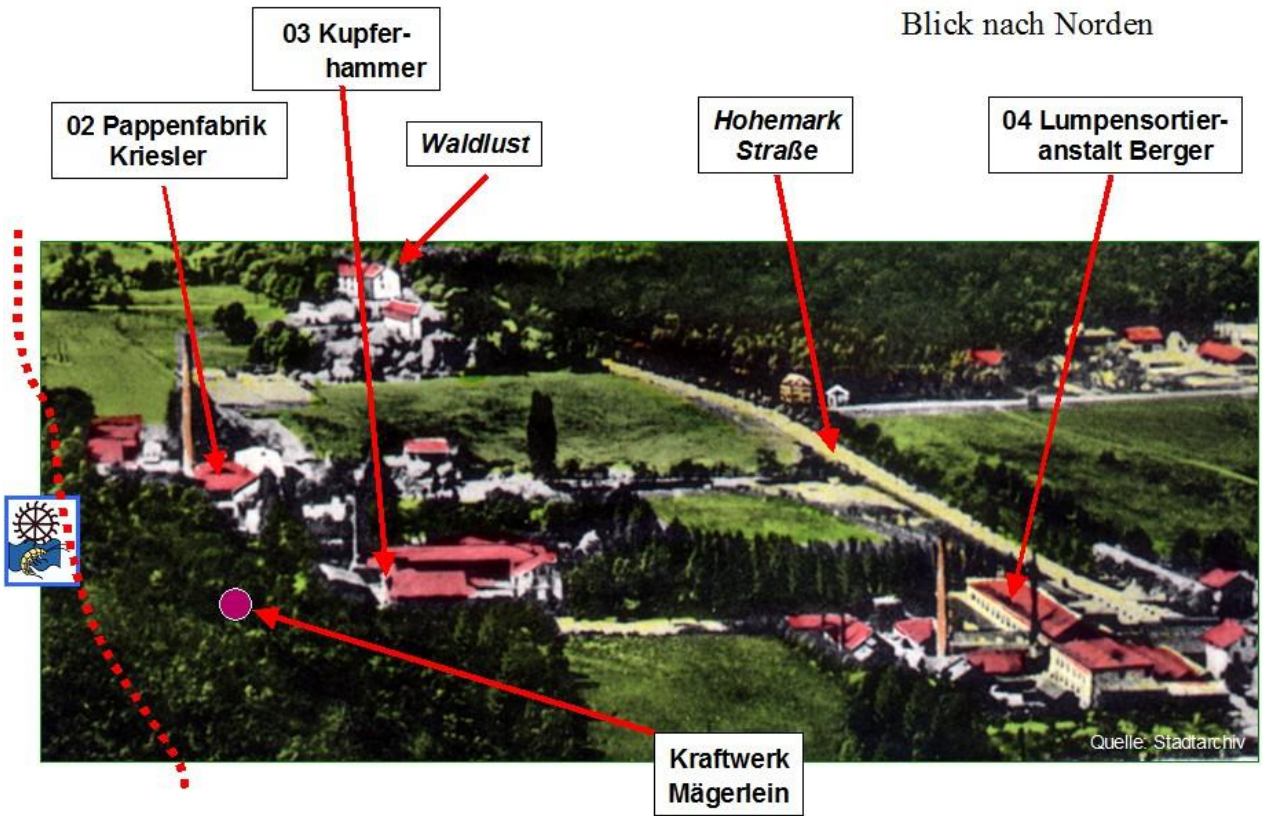 Blick nach Norden
03 Kupfer-
hammer
02 Pappenfabrik
Kriesler
Waldlust
Hohemark
Straße
04 Lumpensortier-
anstalt Berger
Quelle: Stadtarchiv
Kraftwerk
Mägerlein